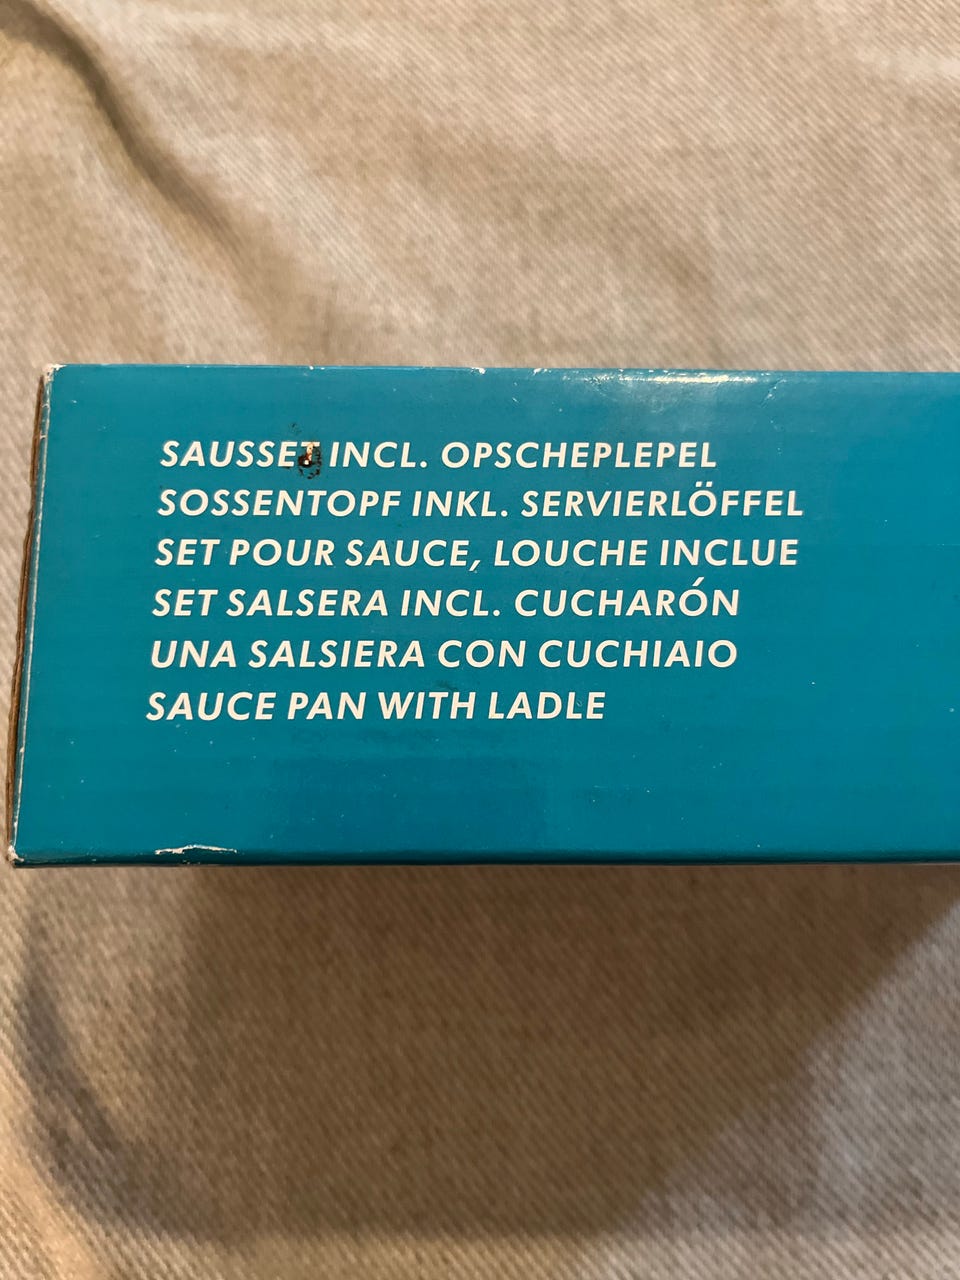 SAUSSET INCL. OPSCHEPLEPEL
SOSSENTOPF INKL. SERVIERLÖFFEL
SET POUR SAUCE, LOUCHE INCLUE
SET SALSERA INCL. CUCHARÓN
UNA SALSIERA CON CUCHIAIO
SAUCE PAN WITH LADLE